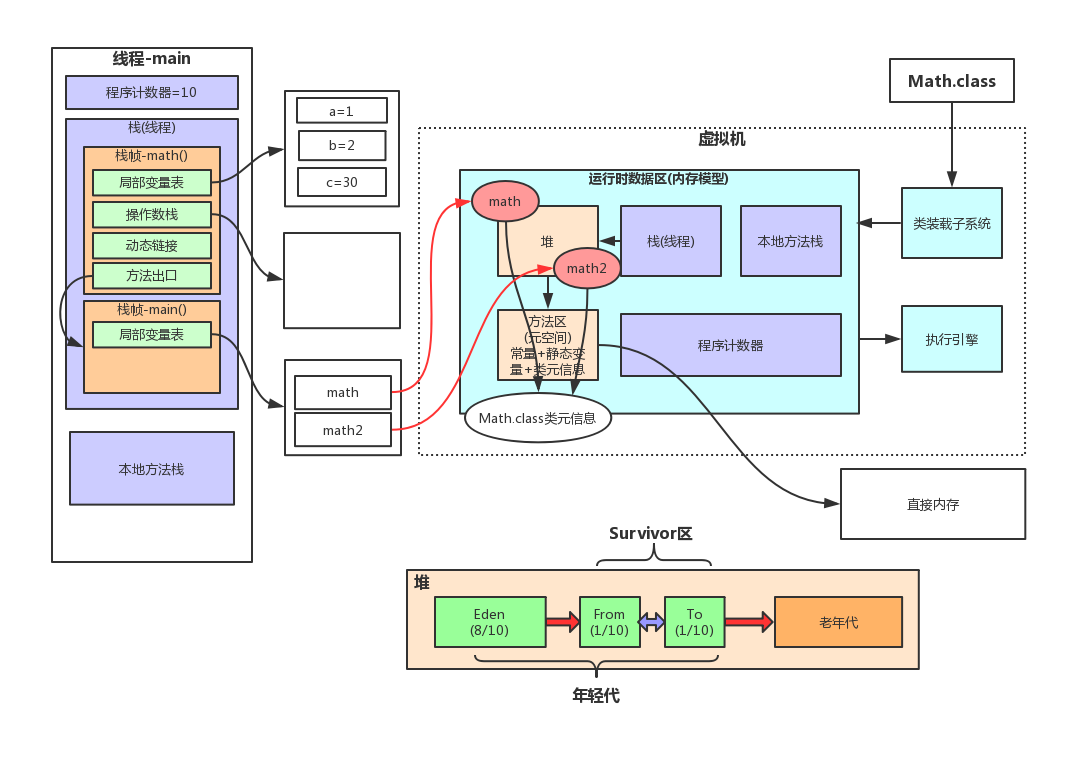 线程-main
程序计数器=10
栈(线程)
栈帧-math()
局部变量表
操作数栈
动态链接
方法出口
栈帧-main()
局部变量表
本地方法栈
a=1
b=2
c=30
math
math2
Math.class
虚拟机
运行时数据区(内存模型)
math
堆
math2
栈(线程)
本地方法栈
类装载子系统
方法区
(元空间)
常量+静态变
量+类元信息
程序计数器
执行引擎
Math.class类元信息
直接内存
Survivor区
堆
Eden
(8/10)
From
(1/10)
To
(1/10)
老年代
年轻代